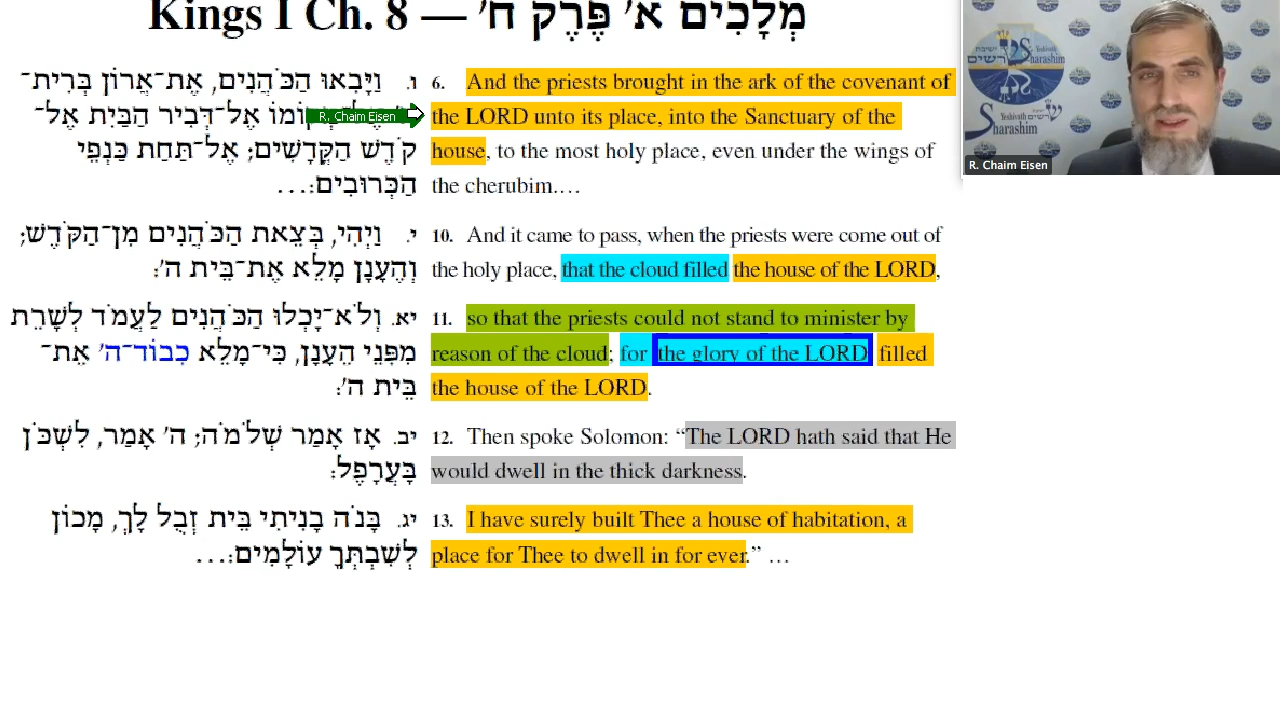 Kings I Ch. 8 — מְלָכִים א׳ פֶּרֶק ח׳
ו. וַיָּבִאוּ הַכֹּהֲנִים, אֶת־אֲרוֹן בְּרִית־
אֶל־דְּבִיר הַבַּיִת אֶל־
קֹדֶשׁ הַקֳּדָשִׁים; אֶל־תַּחַת כַּנְפֵי
הַכְּרוּבִים:…
6. And the priests brought in the ark of the covenant of
the LORD unto its place, into the Sanctuary of the
house, to the most holy place, even under the wings of
the cherubim.…
R. Chaim Eisen
י. וַיְהִי, בְּצֵאת הַכֹּהֲנִים מִן־הַקֹּדֶשׁ;
וְהֶעָנָן מָלֵא אֶת־בֵּית ה׳:
10. And it came to pass, when the priests were come out of
the holy place, that the cloud filled the house of the LORD,
יא. וְלֹא־יָכְלוּ הַכֹּהֲנִים לַעֲמֹד לְשָׁרֵת
מִפְּנֵי הֶעָנָן, כִּי־מָלֵא כְבוֹד־ה׳ אֶת־
בֵּית ה׳:
11. so that the priests could not stand to minister by
reason of the cloud; for the glory of the LORD filled
the house of the LORD.
יב. אָז אָמַר שְׁלֹמֹה; ה׳ אָמַר, לִשְׁכֹּן
בָּעֲרָפֶל:
12. Then spoke Solomon: “The LORD hath said that He
would dwell in the thick darkness.
יג. בָּנֹה בָנִיתִי בֵּית זְבֻל לָךְ, מָכוֹן
לְשִׁבְתְּךָ עוֹלָמִים:…
13. I have surely built Thee a house of habitation, a
place for Thee to dwell in for ever.” …
Yeshivath
Sharashim
R. Chaim Eisen